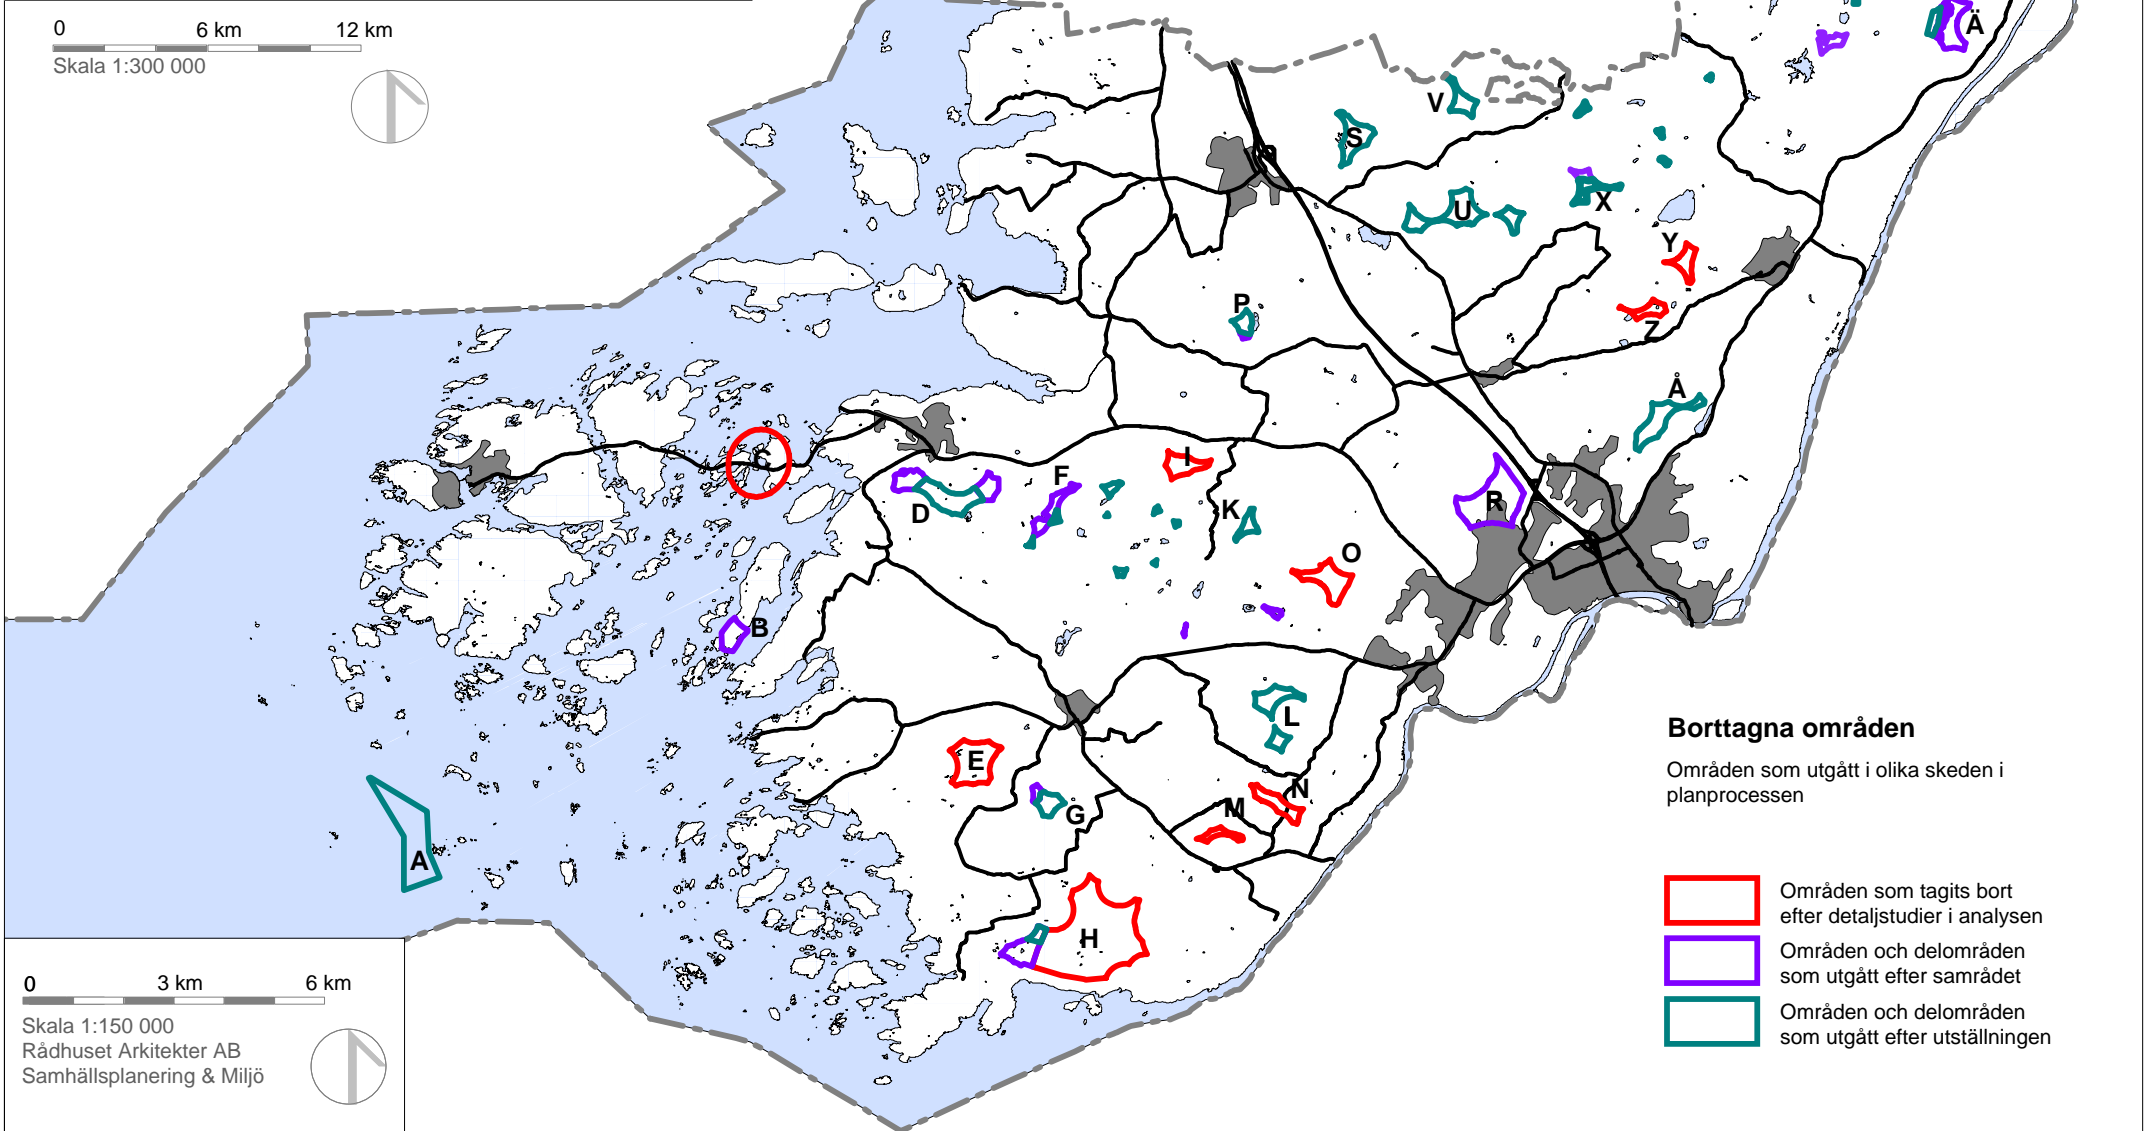 0 6 km 12 km
Skala 1:300 000
Ä
V
S
U
X
Y
Z
P
Å
C
I
F
D
K
R
O
B
L
E
N
M
G
A
H
Borttagna områden
Områden som utgått i olika skeden i
planprocessen
Områden som tagits bort
efter detaljstudier i analysen
Områden och delområden
som utgått efter samrådet
Områden och delområden
som utgått efter utställningen
0 3 km 6 km
Skala 1:150 000
Rådhuset Arkitekter AB
Samhällsplanering & Miljö